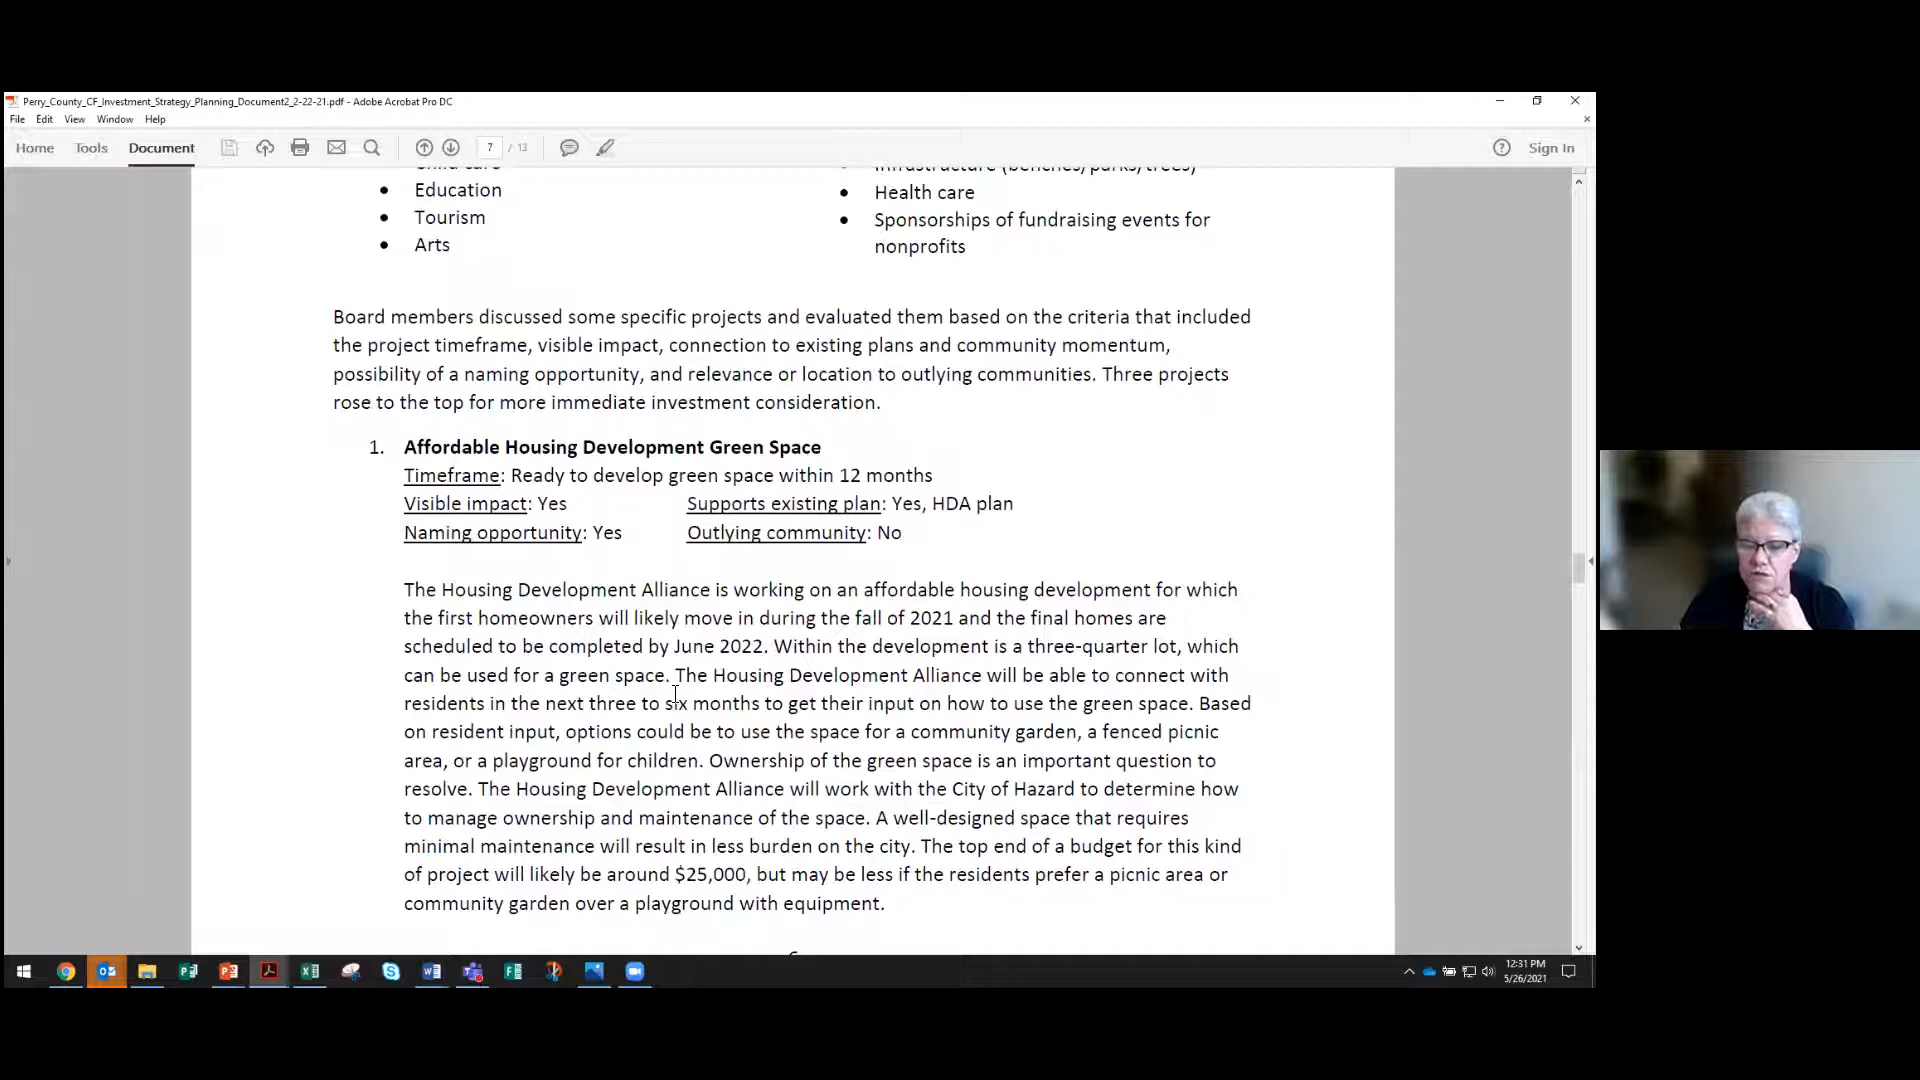 Perry_County_CF_Investment_Strategy_Planning_Document2_2-22-21.pdf - Adobe Acrobat Pro DC
File Edit View Window Help
Home Tools Document 7 / 13 Sign In
Child care
Infrastructure (benches/parks/trees)
• Education
• Health care
• Tourism
• Sponsorships of fundraising events for
• Arts
nonprofits
Board members discussed some specific projects and evaluated them based on the criteria that included
the project timeframe, visible impact, connection to existing plans and community momentum,
possibility of a naming opportunity, and relevance or location to outlying communities. Three projects
rose to the top for more immediate investment consideration.
1. Affordable Housing Development Green Space
Timeframe: Ready to develop green space within 12 months
Visible impact: Yes Supports existing plan: Yes, HDA plan
Naming opportunity: Yes Outlying community: No
The Housing Development Alliance is working on an affordable housing development for which
the first homeowners will likely move in during the fall of 2021 and the final homes are
scheduled to be completed by June 2022. Within the development is a three-quarter lot, which
can be used for a green space. The Housing Development Alliance will be able to connect with
residents in the next three to six months to get their input on how to use the green space. Based
on resident input, options could be to use the space for a community garden, a fenced picnic
area, or a playground for children. Ownership of the green space is an important question to
resolve. The Housing Development Alliance will work with the City of Hazard to determine how
to manage ownership and maintenance of the space. A well-designed space that requires
minimal maintenance will result in less burden on the city. The top end of a budget for this kind
of project will likely be around $25,000, but may be less if the residents prefer a picnic area or
community garden over a playground with equipment.
12:31 PM
5/26/2021